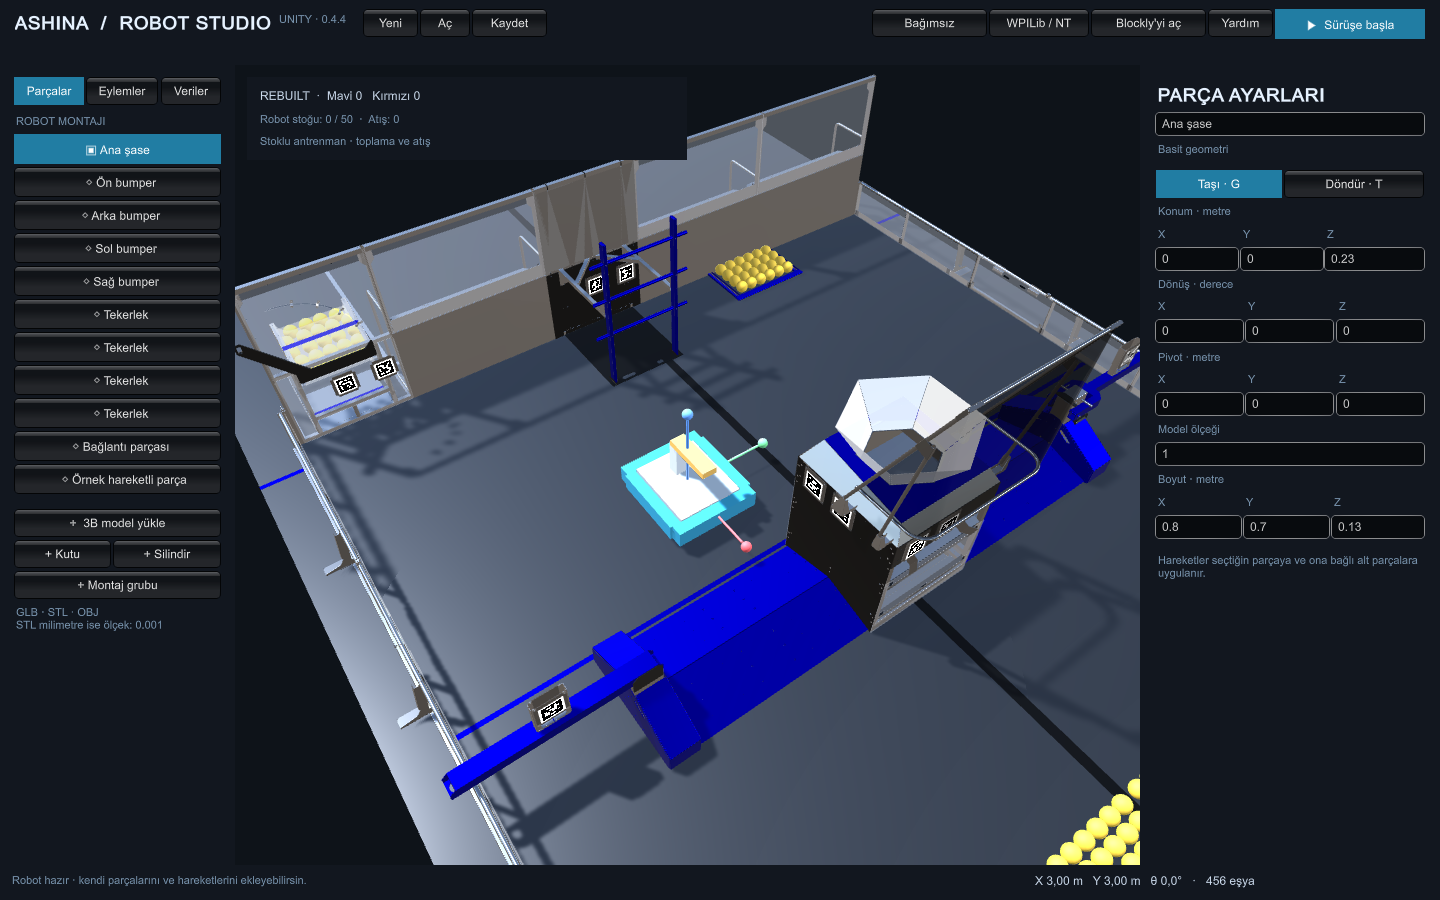 ASHINA / ROBOT STUDIO UNITY · 0.4.4 Yeni Aç Kaydet Bağımsız WPILib / NT Blockly'yi aç Yardım ▶ Sürüşe başla
Parçalar Eylemler Veriler
ROBOT MONTAJI
▣ Ana şase
◇ Ön bumper
◇ Arka bumper
◇ Sol bumper
◇ Sağ bumper
◇ Tekerlek
◇ Tekerlek
◇ Tekerlek
◇ Tekerlek
◇ Bağlantı parçası
◇ Örnek hareketli parça
+ 3B model yükle
+ Kutu + Silindir
+ Montaj grubu
GLB · STL · OBJ
STL milimetre ise ölçek: 0.001
REBUILT · Mavi 0 Kırmızı 0
Robot stoğu: 0 / 50 · Atış: 0
Stoklu antrenman · toplama ve atış
PARÇA AYARLARI
Ana şase
Basit geometri
Taşı · G Döndür · T
Konum · metre
X Y Z
0 0 0.23
Dönüş · derece
X Y Z
0 0 0
Pivot · metre
X Y Z
0 0 0
Model ölçeği
1
Boyut · metre
X Y Z
0.8 0.7 0.13
Hareketler seçtiğin parçaya ve ona bağlı alt parçalara
uygulanır.
Robot hazır · kendi parçalarını ve hareketlerini ekleyebilirsin. X 3,00 m Y 3,00 m θ 0,0° · 456 eşya